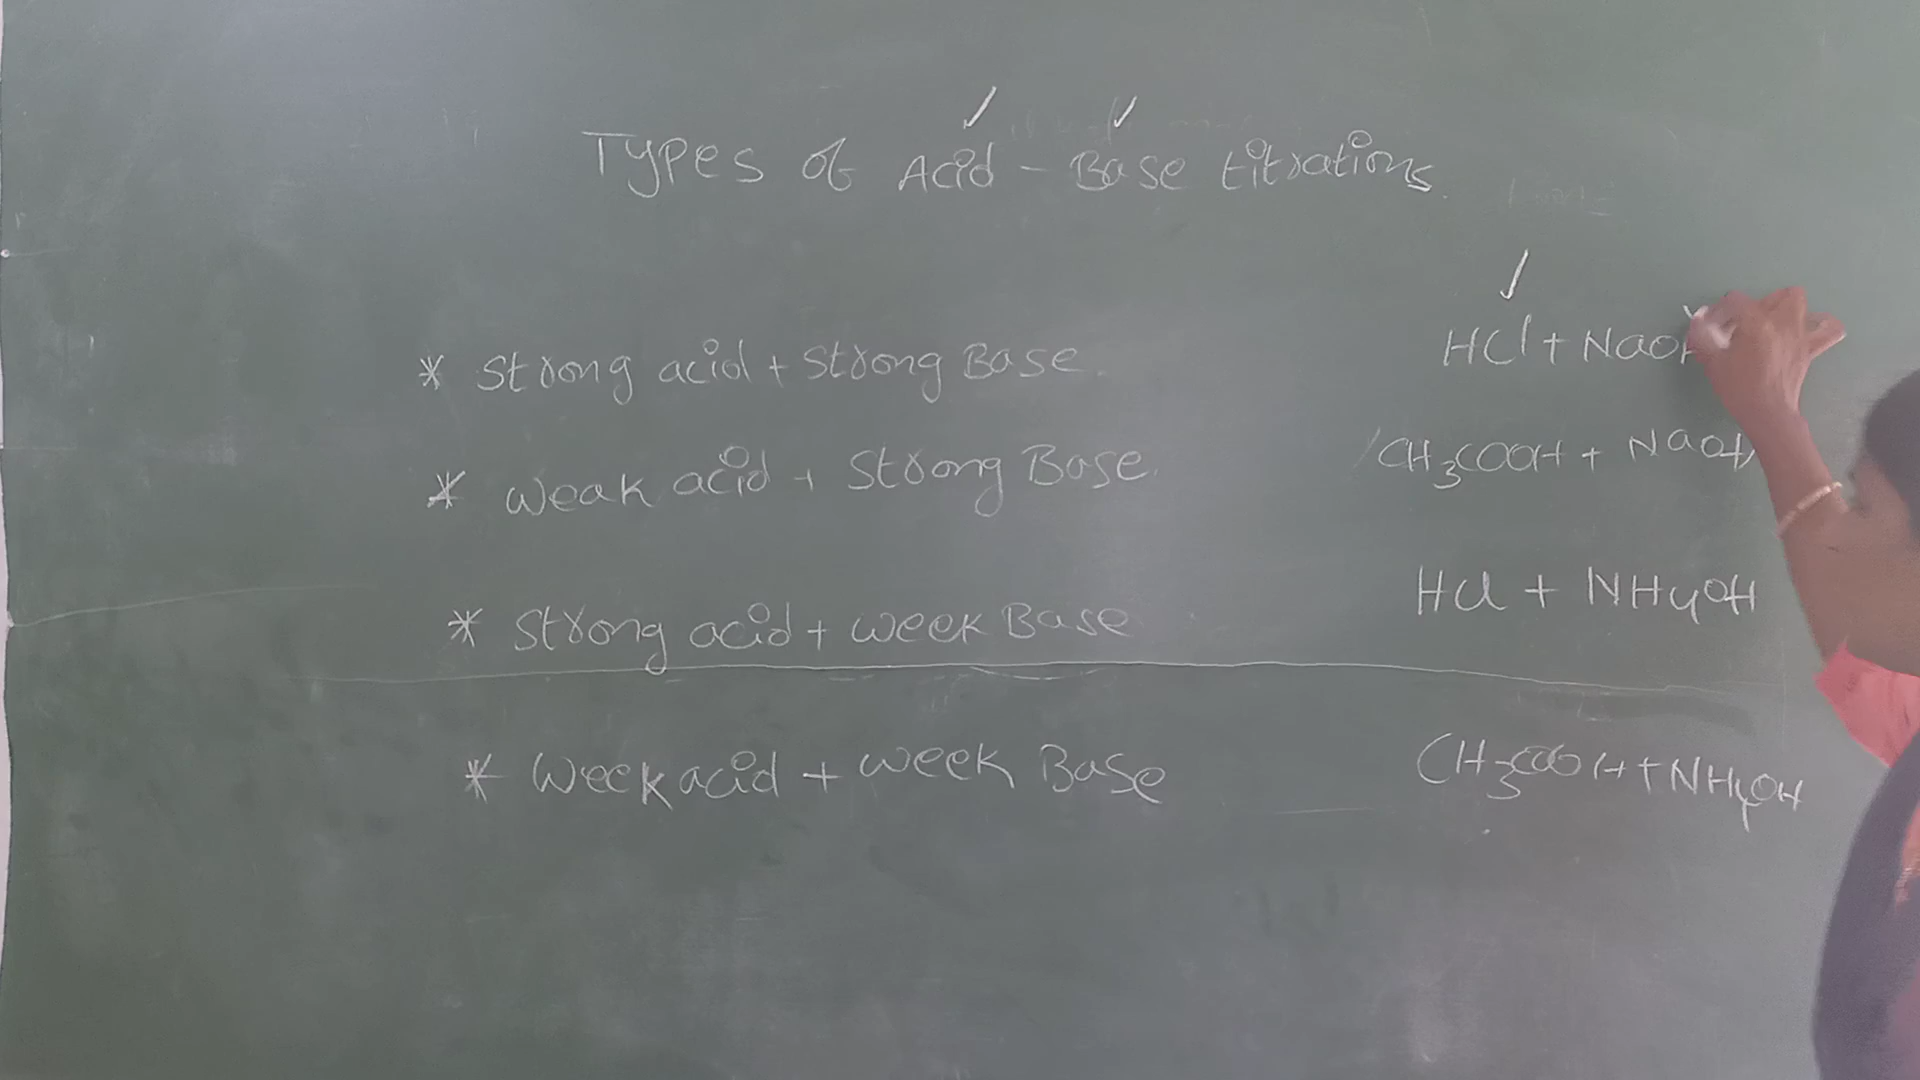 Types of Acid - Base titrations.
* Strong acid + Strong Base. HCl + NaO
* Weak acid + Strong Base. CH3COOH + NaOH
* Strong acid + week Base HCl + NH4OH
* Week acid + week Base CH3COOH + NH4OH